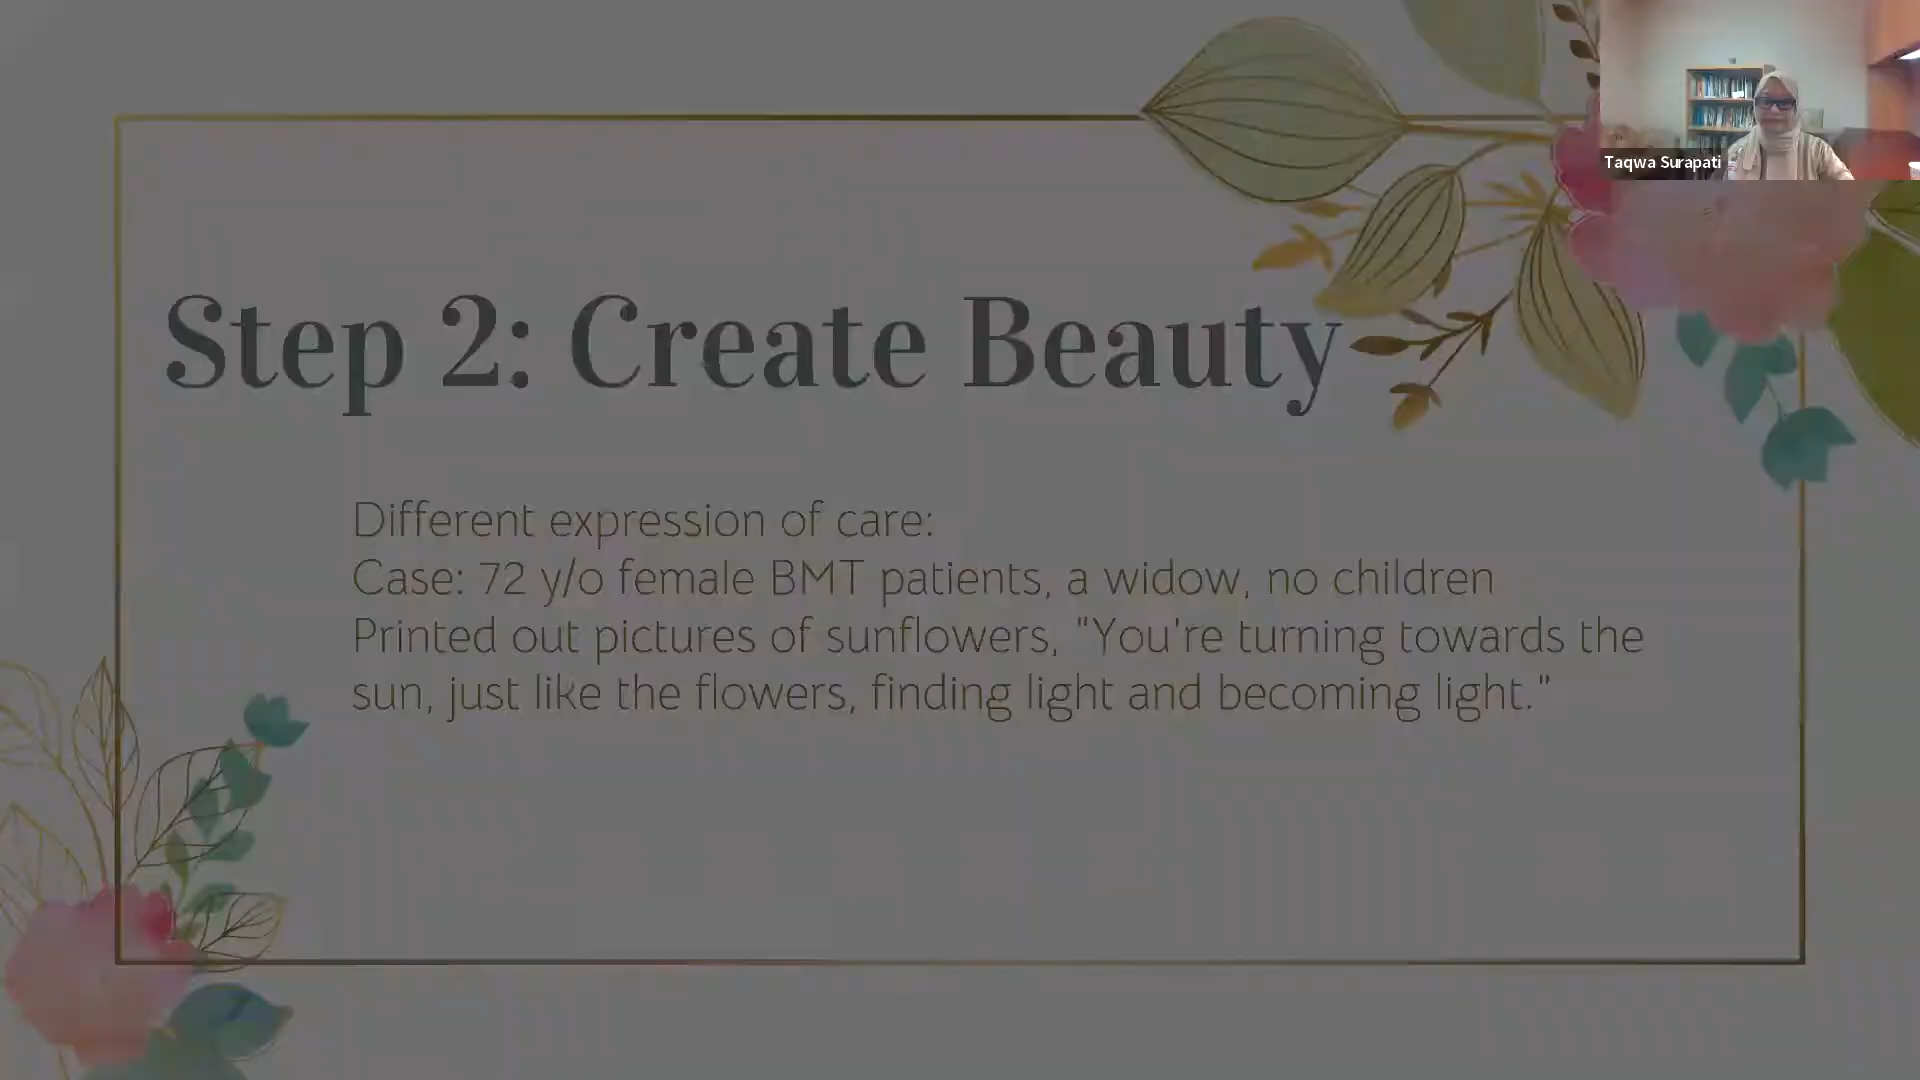 Taqwa Surapati
Step 2: Create Beauty
Different expression of care:
Case: 72 y/o female BMT patients, a widow, no children
Printed out pictures of sunflowers, "You're turning towards the
sun, just like the flowers, finding light and becoming light."